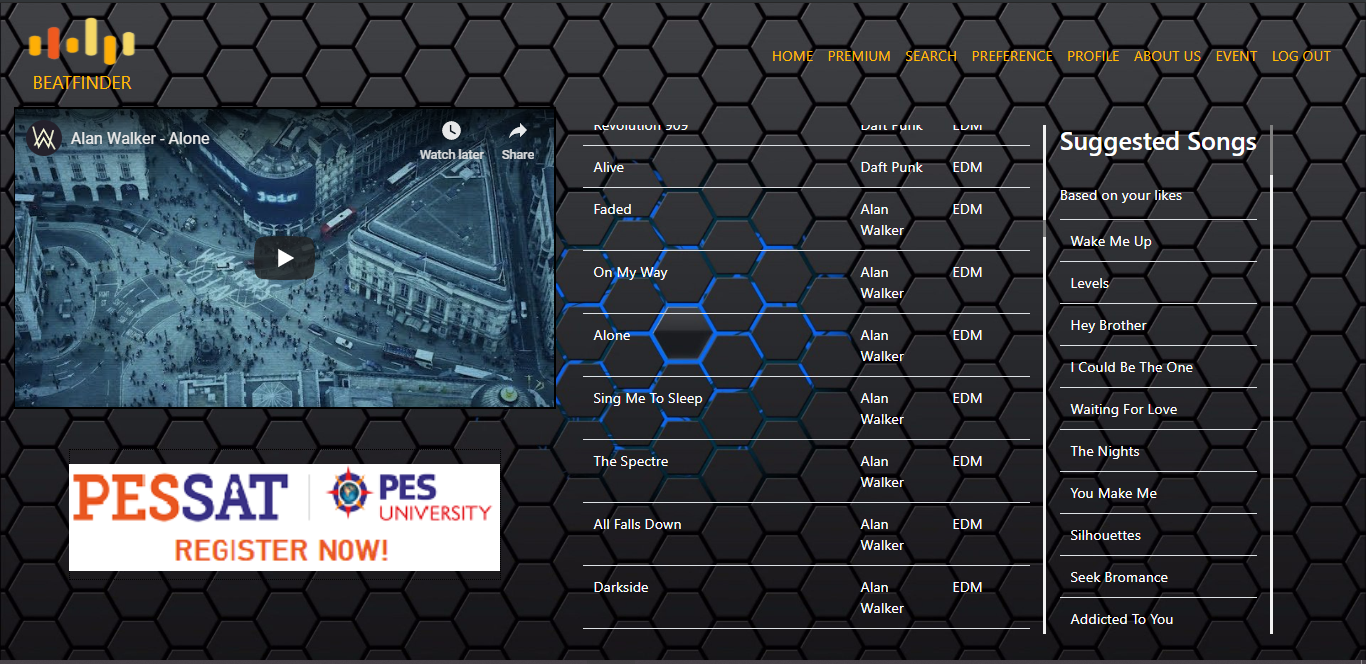 BEATFINDER
HOME PREMIUM SEARCH PREFERENCE PROFILE ABOUT US EVENT LOG OUT
Alan Walker - Alone
Watch later Share
Join
PESSAT PES
UNIVERSITY
REGISTER NOW!
Revolution 909 Daft Punk EDM
Alive Daft Punk EDM
Faded Alan EDM
Walker
On My Way Alan EDM
Walker
Alone Alan EDM
Walker
Sing Me To Sleep Alan EDM
Walker
The Spectre Alan EDM
Walker
All Falls Down Alan EDM
Walker
Darkside Alan EDM
Walker
Suggested Songs
Based on your likes
Wake Me Up
Levels
Hey Brother
I Could Be The One
Waiting For Love
The Nights
You Make Me
Silhouettes
Seek Bromance
Addicted To You